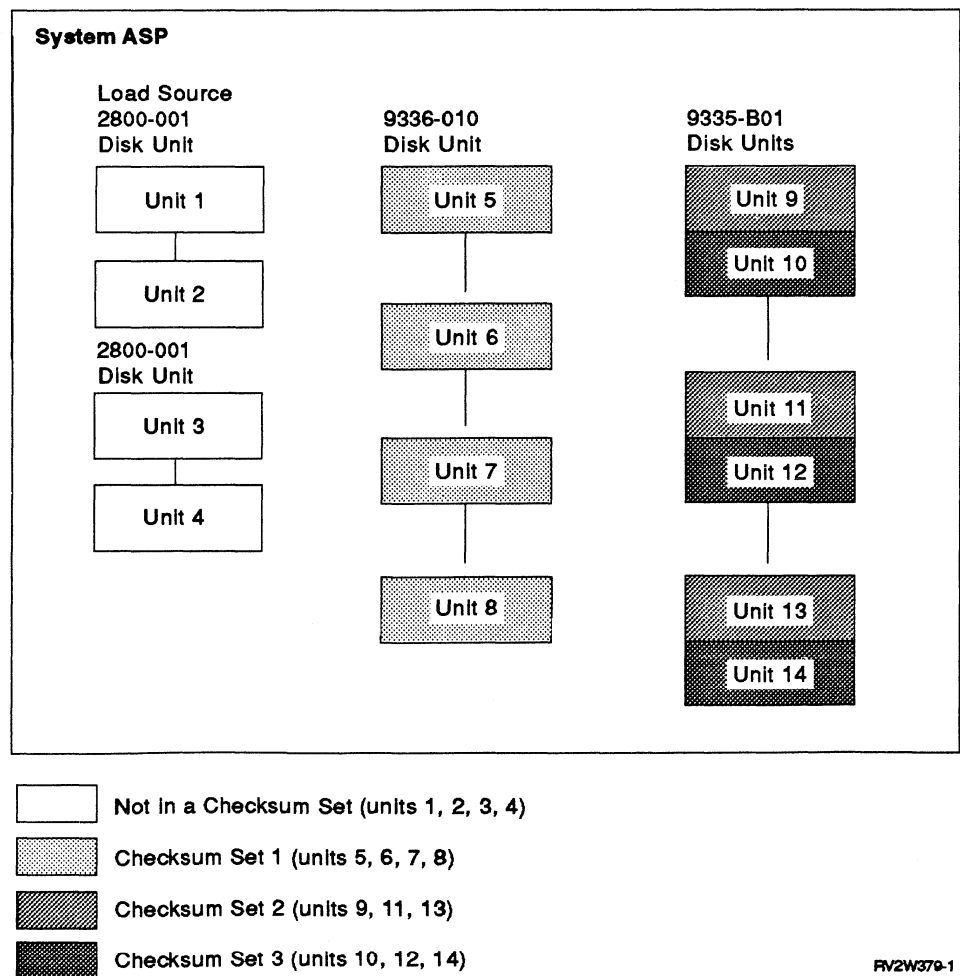 System ASP
Load Source
2800-001
Disk Unit
Unit 1
Unit 2
2800-001
Disk Unit
Unit 3
Unit 4
9336-010
Disk Unit
Unit 5
Unit 6
Unit 7
Unit 8
9335-B01
Disk Units
Unit 9
Unit 10
Unit 11
Unit 12
Unit 13
Unit 14
Not in a Checksum Set (units 1, 2, 3, 4)
Checksum Set 1 (units 5, 6, 7, 8)
Checksum Set 2 (units 9, 11, 13)
Checksum Set 3 (units 10, 12, 14)
RV2W379-1